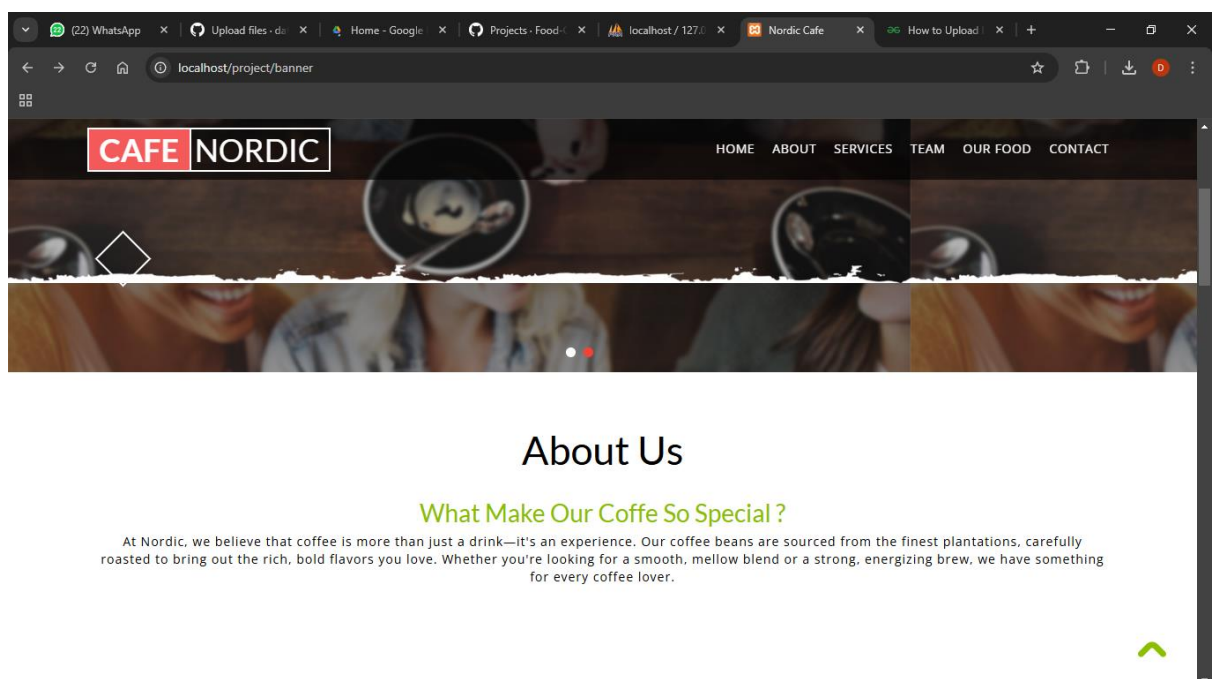 (22) WhatsApp
Upload files · da
Home - Google
Projects · Food-
localhost / 127.0
Nordic Cafe
How to Upload
localhost/project/banner
D
CAFE NORDIC
HOME ABOUT SERVICES TEAM OUR FOOD CONTACT
About Us
What Make Our Coffe So Special ?
At Nordic, we believe that coffee is more than just a drink—it's an experience. Our coffee beans are sourced from the finest plantations, carefully
roasted to bring out the rich, bold flavors you love. Whether you're looking for a smooth, mellow blend or a strong, energizing brew, we have something
for every coffee lover.